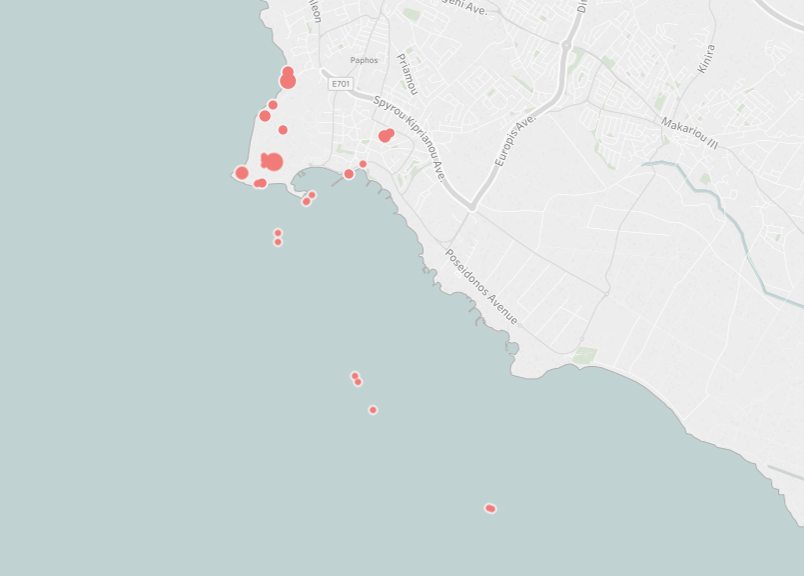 Paphos
E701
Priamou
Spyrou Kiprianou Ave.
Europis Ave.
Makariou III
Kinira
Poseidonos Avenue